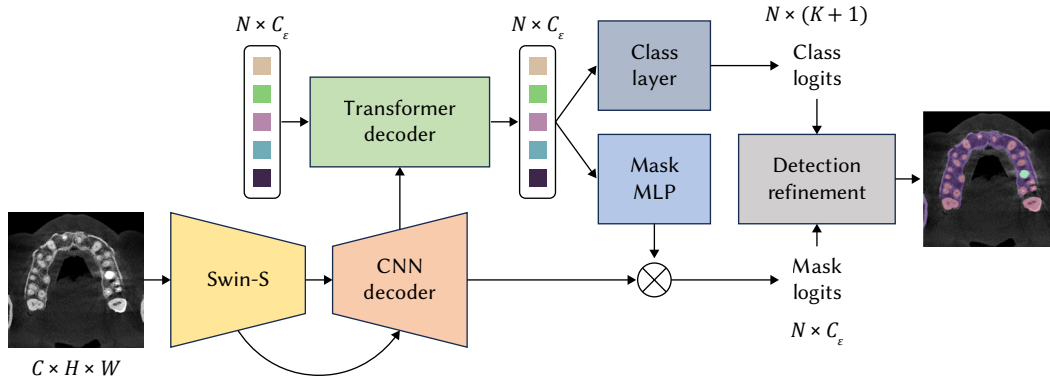 N × C_ε
N × C_ε
N × (K + 1)
Class
layer
Class
logits
Transformer
decoder
Mask
MLP
Detection
refinement
Swin-S
CNN
decoder
Mask
logits
N × C_ε
C × H × W